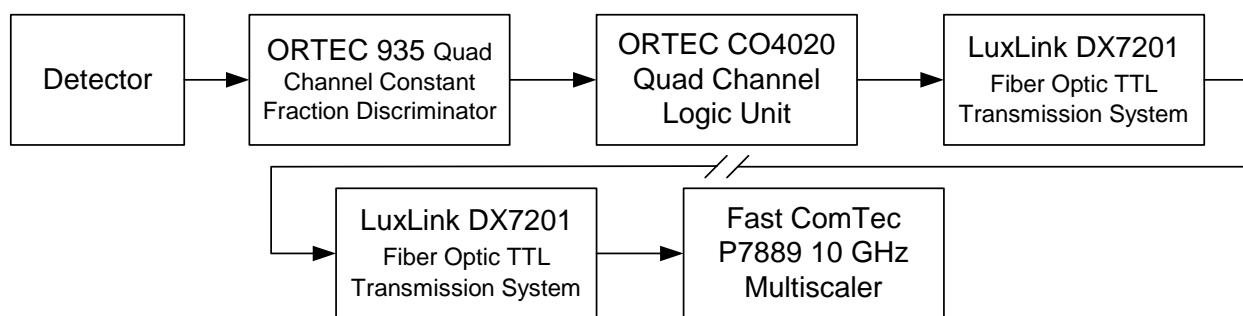 Detector
ORTEC 935 Quad
Channel Constant
Fraction Discriminator
ORTEC CO4020
Quad Channel
Logic Unit
LuxLink DX7201
Fiber Optic TTL
Transmission System
LuxLink DX7201
Fiber Optic TTL
Transmission System
Fast ComTec
P7889 10 GHz
Multiscaler